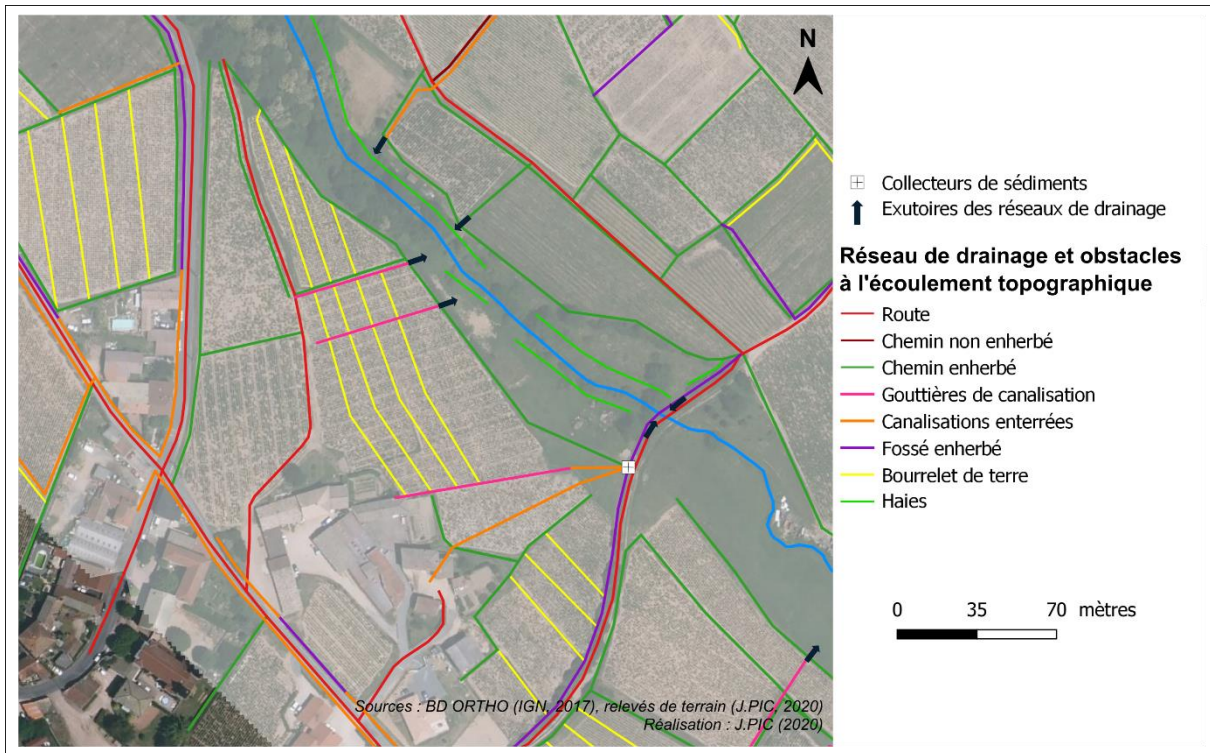 N
Collecteurs de sédiments
Exutoires des réseaux de drainage
Réseau de drainage et obstacles
à l'écoulement topographique
Route
Chemin non enherbé
Chemin enherbé
Gouttières de canalisation
Canalisations enterrées
Fossé enherbé
Bourrelet de terre
Haies
0 35 70 mètres
Sources : BD ORTHO (IGN, 2017), relevés de terrain (J.PIC, 2020)
Réalisation : J.PIC (2020)